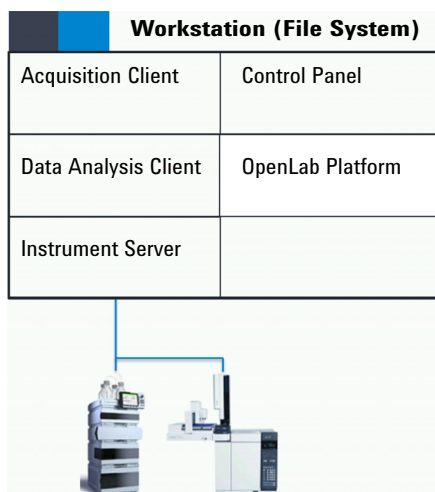 Workstation (File System)
Acquisition Client
Control Panel
Data Analysis Client
OpenLab Platform
Instrument Server